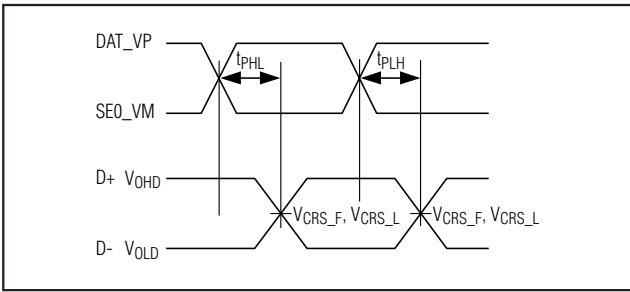 DAT_VP
tPHL
tPLH
SE0_VM
D+ VOHD
VCRS_F, VCRS_L
VCRS_F, VCRS_L
D- VOLD